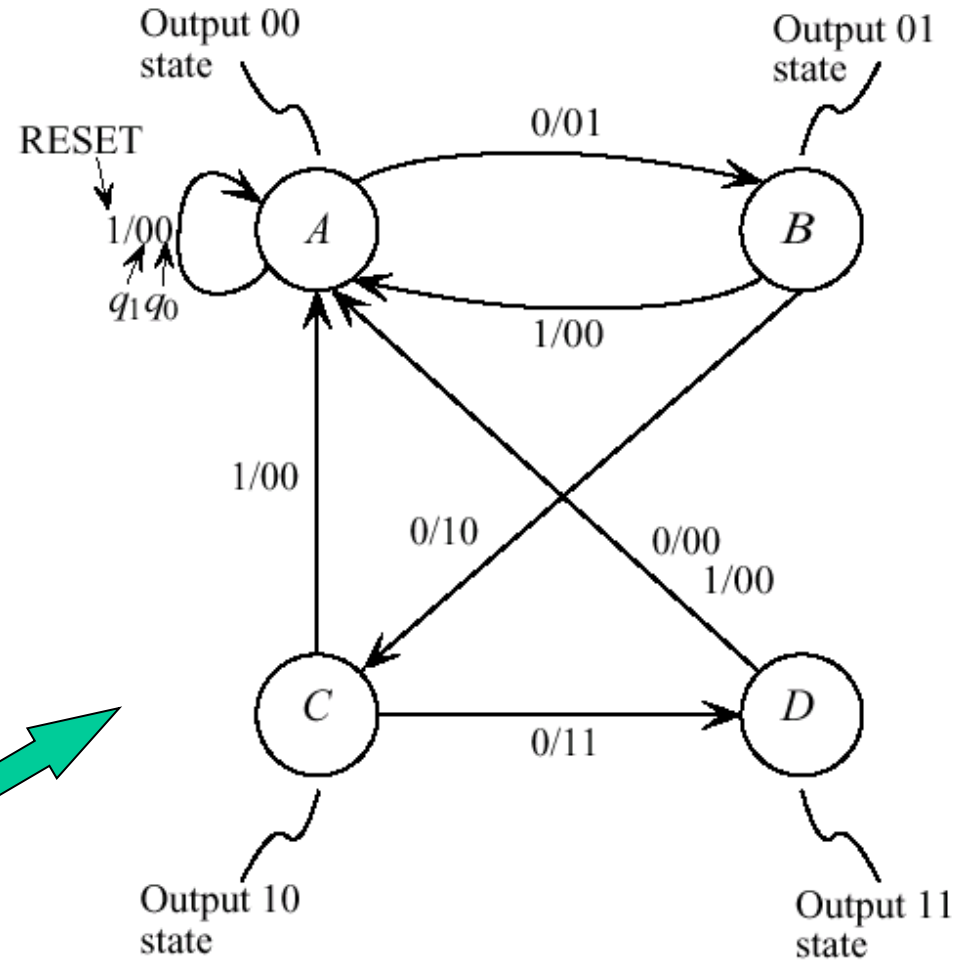 Output 00
state
Output 01
state
RESET
0/01
1/00
A
B
q1q0
1/00
1/00
0/10
0/00
1/00
C
D
0/11
Output 10
state
Output 11
state